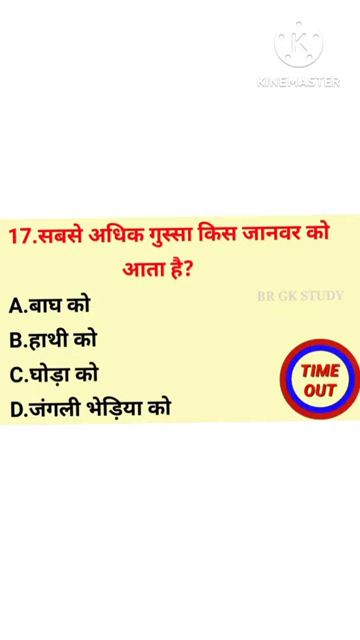 KINEMASTER
17.सबसे अधिक गुस्सा किस जानवर को
आता है?
BR GK STUDY
A.बाघ को
B.हाथी को
C.घोड़ा को
D.जंगली भेड़िया को
TIME
OUT